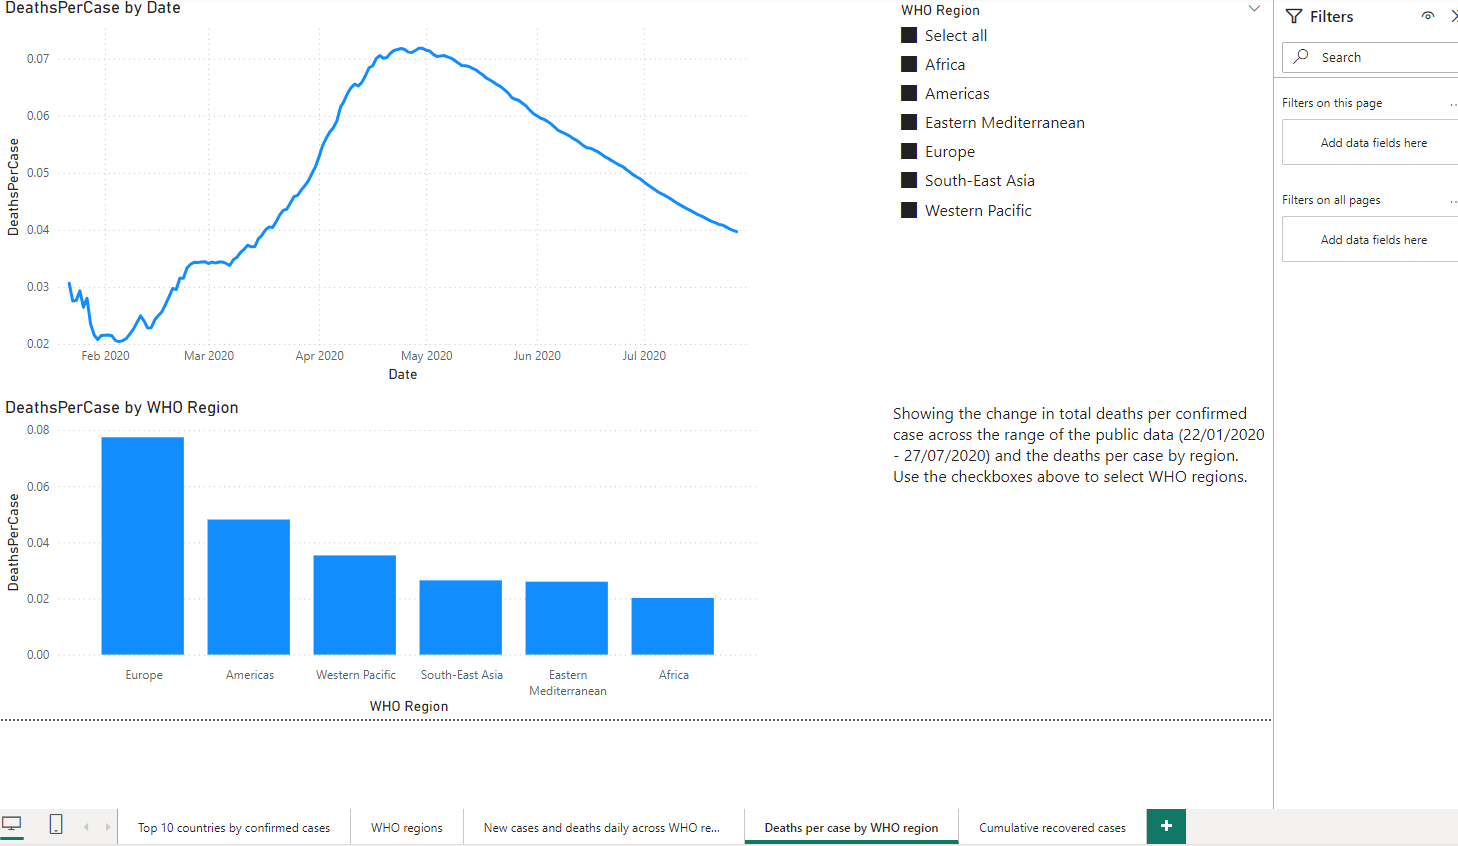 DeathsPerCase by Date
0.07
0.06
0.05
0.04
0.03
0.02
DeathsPerCase
Feb 2020
Mar 2020
Apr 2020
May 2020
Jun 2020
Jul 2020
Date
WHO Region
Select all
Africa
Americas
Eastern Mediterranean
Europe
South-East Asia
Western Pacific
DeathsPerCase by WHO Region
0.08
0.06
0.04
0.02
0.00
DeathsPerCase
Europe
Americas
Western Pacific
South-East Asia
Eastern
Mediterranean
Africa
WHO Region
Showing the change in total deaths per confirmed
case across the range of the public data (22/01/2020
- 27/07/2020) and the deaths per case by region.
Use the checkboxes above to select WHO regions.
Filters
Search
Filters on this page
Add data fields here
Filters on all pages
Add data fields here
Top 10 countries by confirmed cases
WHO regions
New cases and deaths daily across WHO re...
Deaths per case by WHO region
Cumulative recovered cases